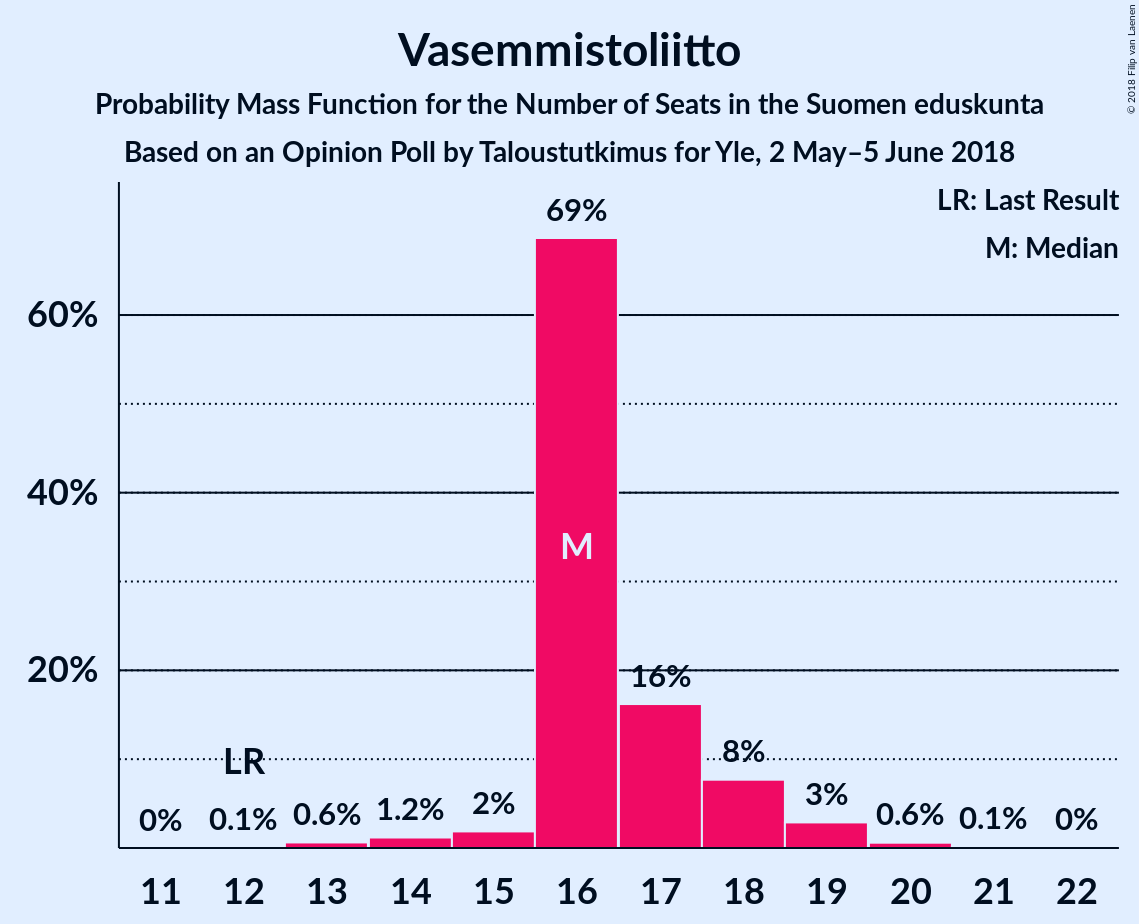 Vasemmistoliitto
Probability Mass Function for the Number of Seats in the Suomen eduskunta
Based on an Opinion Poll by Taloustutkimus for Yle, 2 May–5 June 2018
© 2018 Filip van Laenen
LR: Last Result
M: Median
60%
40%
20%
0%
0.1%
LR
0.6%
1.2%
2%
69%
M
16%
8%
3%
0.6%
0.1%
0%
11 12 13 14 15 16 17 18 19 20 21 22